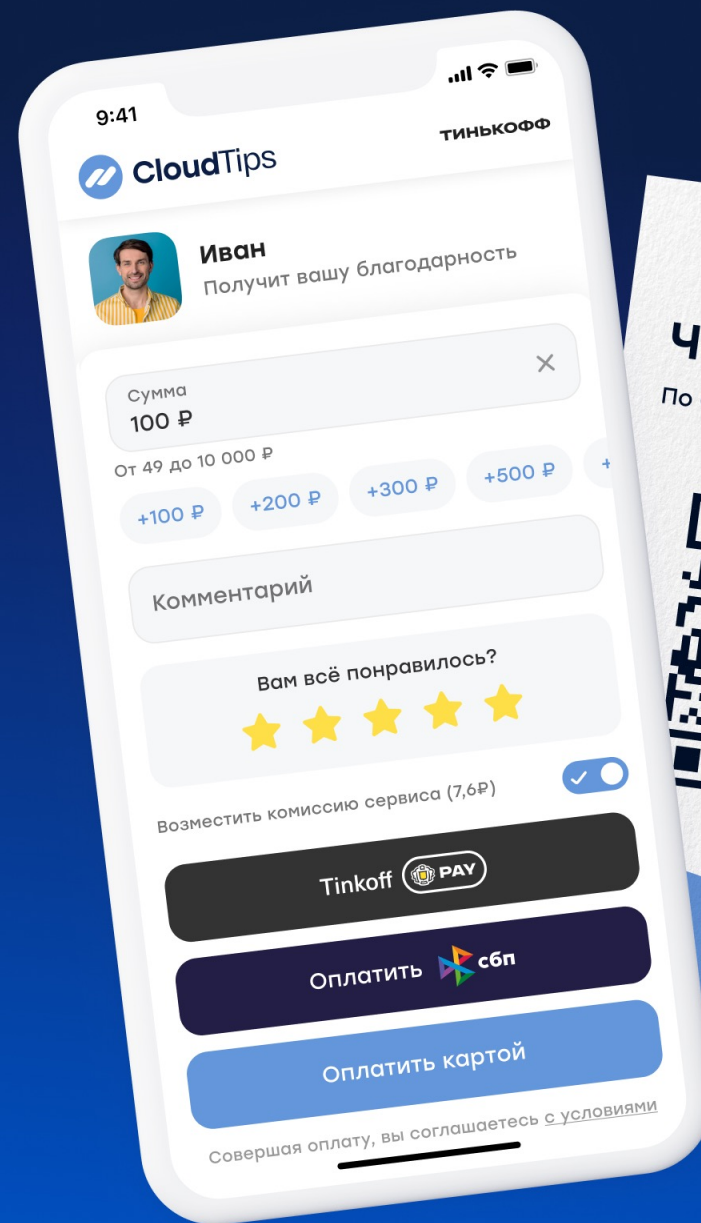 9:41
CloudTips
ТИНЬКОФФ
Иван
Получит вашу благодарность
Сумма
100 ₽
От 49 до 10 000 ₽
+100 ₽ +200 ₽ +300 ₽ +500 ₽ +
Комментарий
Вам всё понравилось?
Возместить комиссию сервиса (7,6₽)
Tinkoff PAY
Оплатить сбп
Оплатить картой
Совершая оплату, вы соглашаетесь с условиями
По